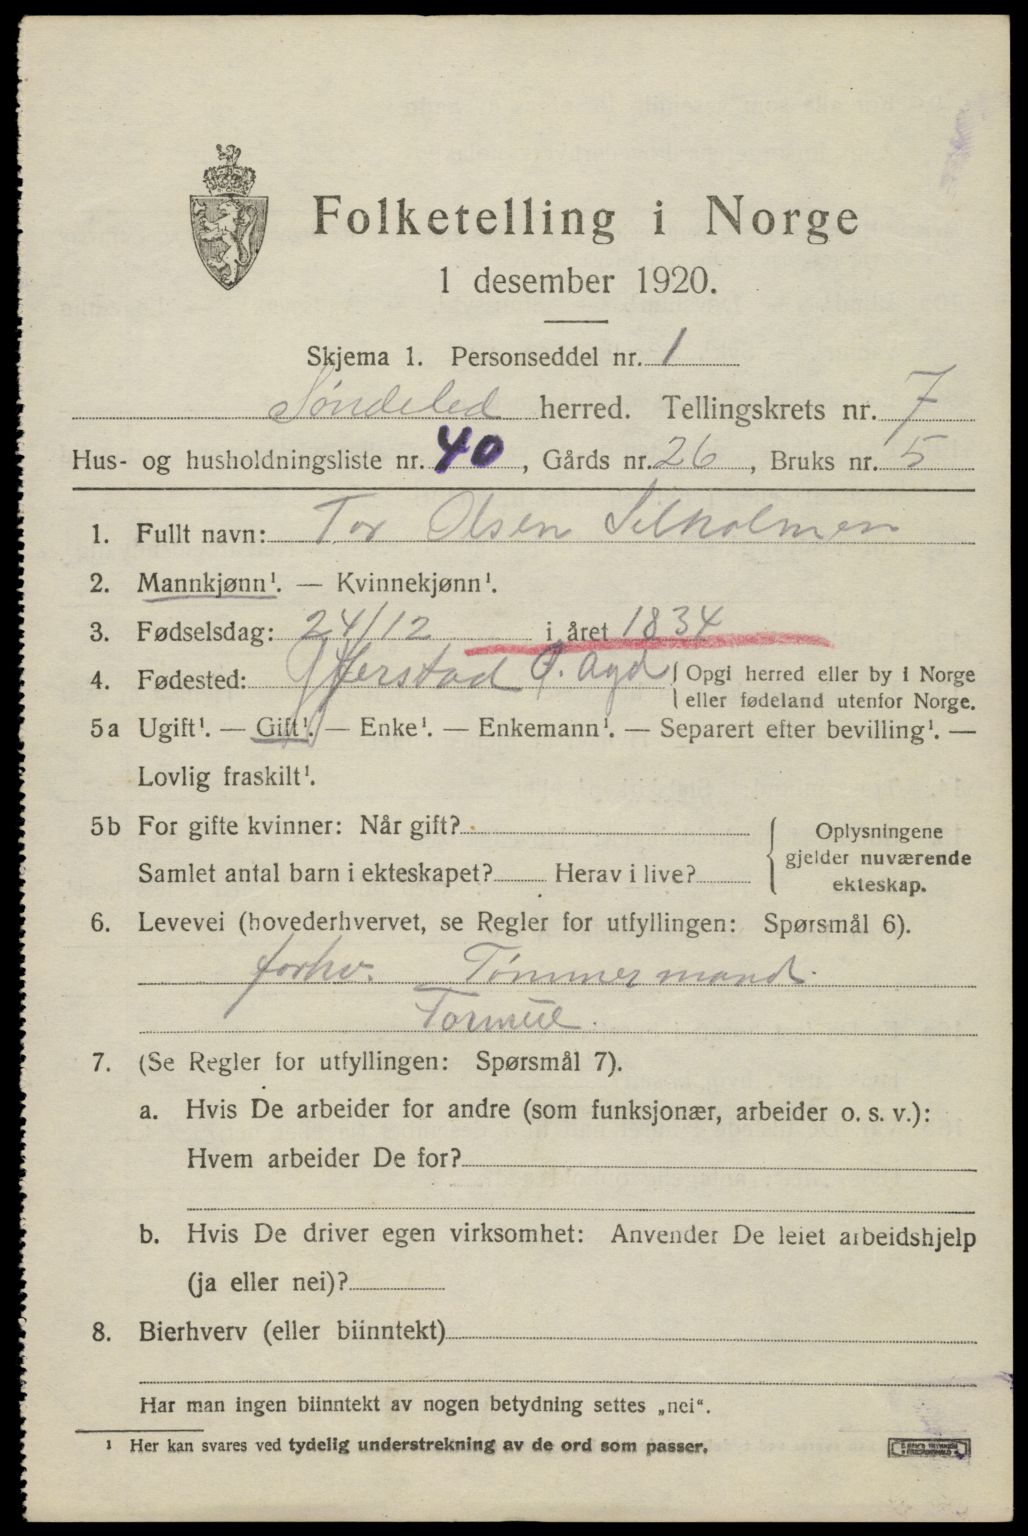 Folketelling i Norge
1 desember 1920.
Skjema 1. Personseddel nr. 1
Søndeled herred. Tellingskrets nr. 7
Hus- og husholdningsliste nr. 40, Gårds nr. 26, Bruks nr. 5
1. Fullt navn: Tor Olsen Silholmen
2. Mannkjønn¹. — Kvinnekjønn¹.
3. Fødselsdag: 24/12 i året 1834
4. Fødested: Gjerstad Ø. Agd { Opgi herred eller by i Norge
eller fødeland utenfor Norge.
5a Ugift¹. — Gift¹. — Enke¹. — Enkemann¹. — Separert efter bevilling¹. —
Lovlig fraskilt¹.
5b For gifte kvinner: Når gift?
Samlet antal barn i ekteskapet? Herav i live?
{ Oplysningene
gjelder nuværende
ekteskap.
6. Levevei (hovederhvervet, se Regler for utfyllingen: Spørsmål 6).
forhv. Tømmermand.
7. (Se Regler for utfyllingen: Spørsmål 7).
a. Hvis De arbeider for andre (som funksjonær, arbeider o. s. v.):
Hvem arbeider De for?
b. Hvis De driver egen virksomhet: Anvender De leiet arbeidshjelp
(ja eller nei)?
8. Bierhverv (eller biinntekt)
Har man ingen biinntekt av nogen betydning settes „nei“.
¹ Her kan svares ved tydelig understrekning av de ord som passer.